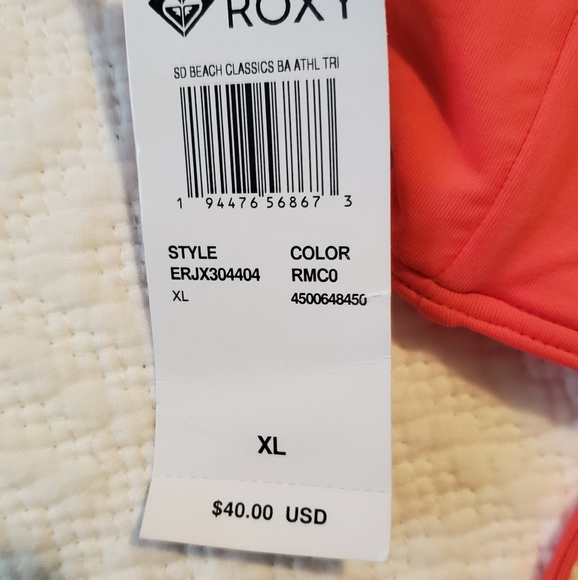 ROXY
SD BEACH CLASSICS BA ATHL TRI
1 94476 56867 3
STYLE COLOR
ERJX304404 RMC0
XL 4500648450
XL
$40.00 USD